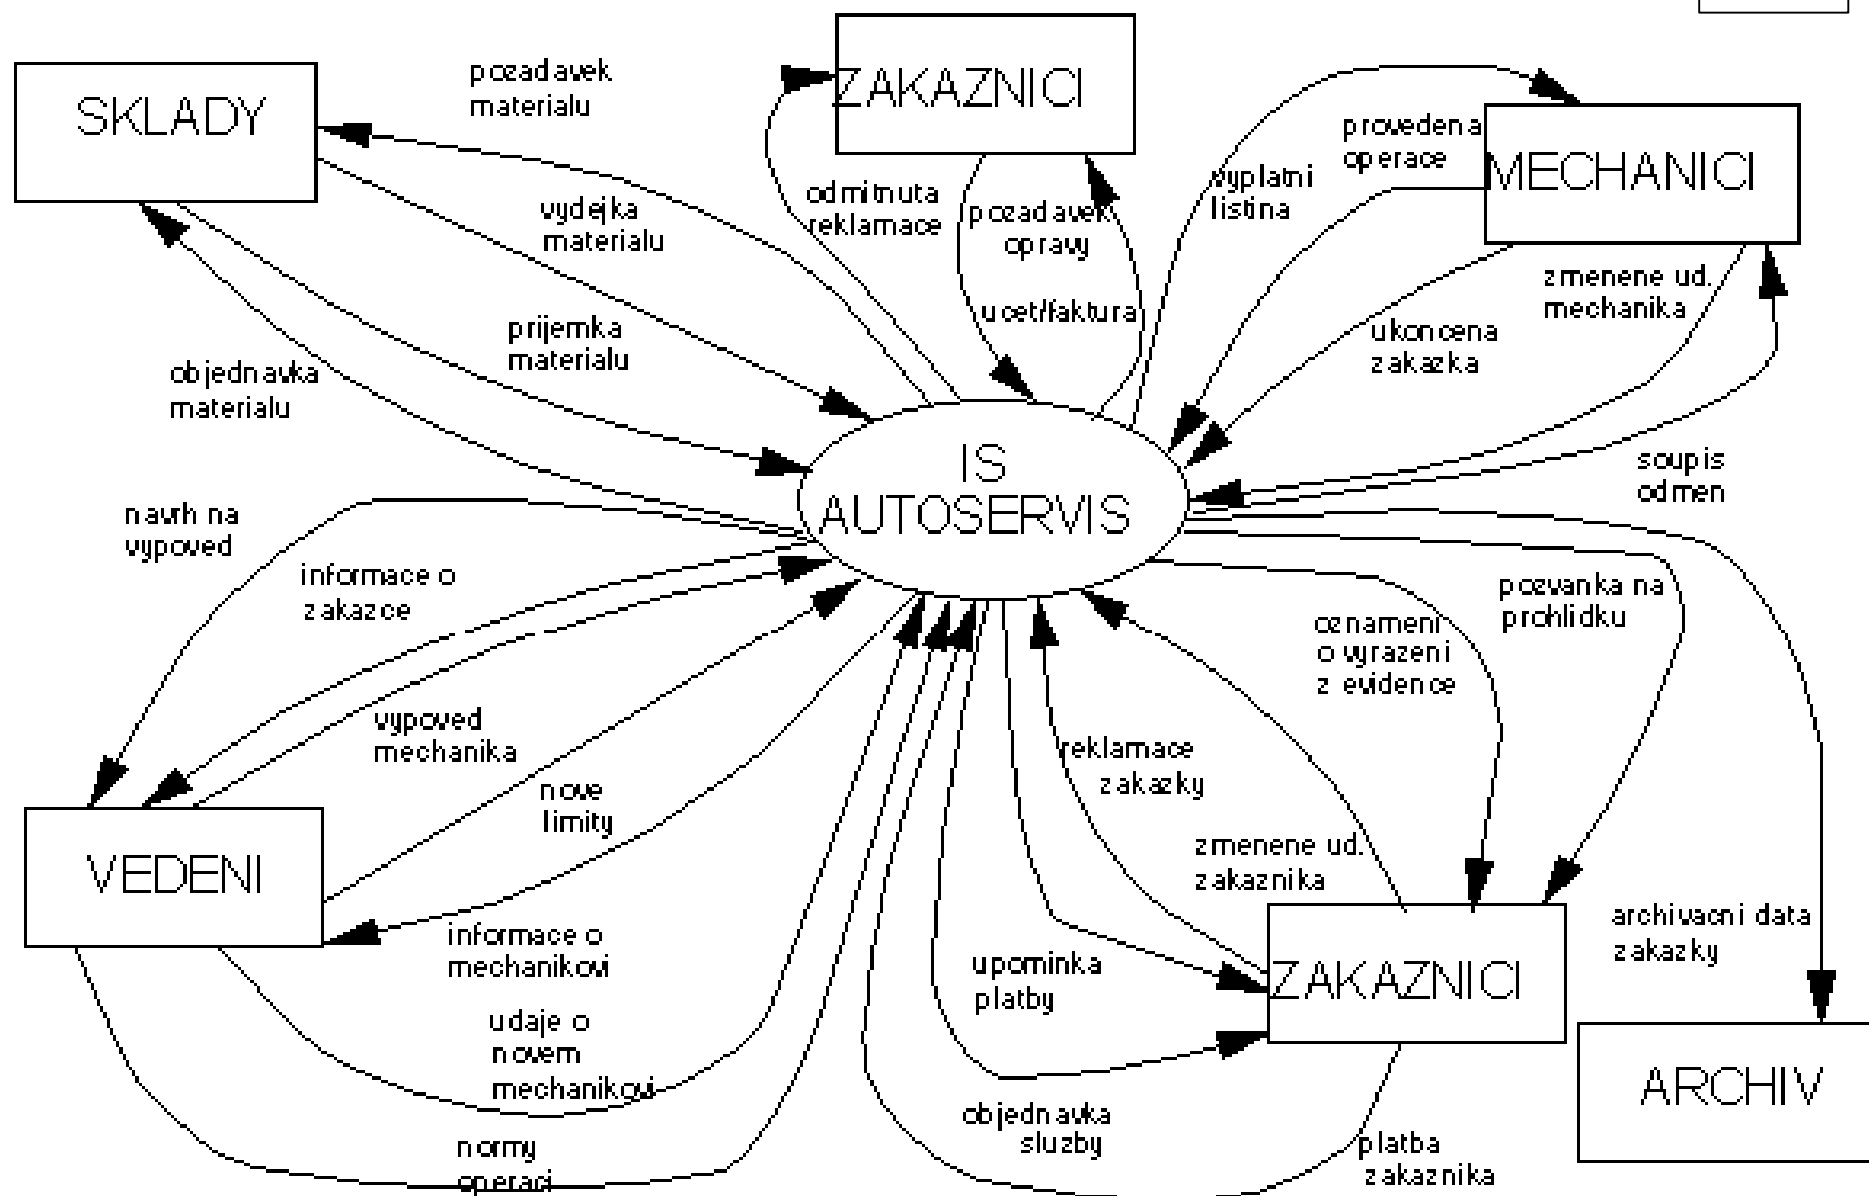 SKLADY
pozadavek
materialu
ZAKAZNICI
provedena
operace
MECHANICI
vyplatni
listina
odmitnuta
reklamace
pozadavek
opravy
vydejka
materialu
ucet/faktura
zmenene ud.
mechanika
ukoncena
zakazka
prijemka
materialu
objednavka
materialu
IS
AUTOSERVIS
soupis
odmen
navrh na
vypoved
informace o
zakazce
pozvanka na
prohlidku
oznameni
o vyrazeni
z evidence
vypoved
mechanika
nove
limity
reklamace
zakazky
zmenene ud.
zakaznika
VEDENI
informace o
mechanikovi
upominka
platby
ZAKAZNICI
archivacni data
zakazky
udaje o
novem
mechanikovi
ARCHIV
objednavka
sluzby
normy
operaci
platba
zakaznika